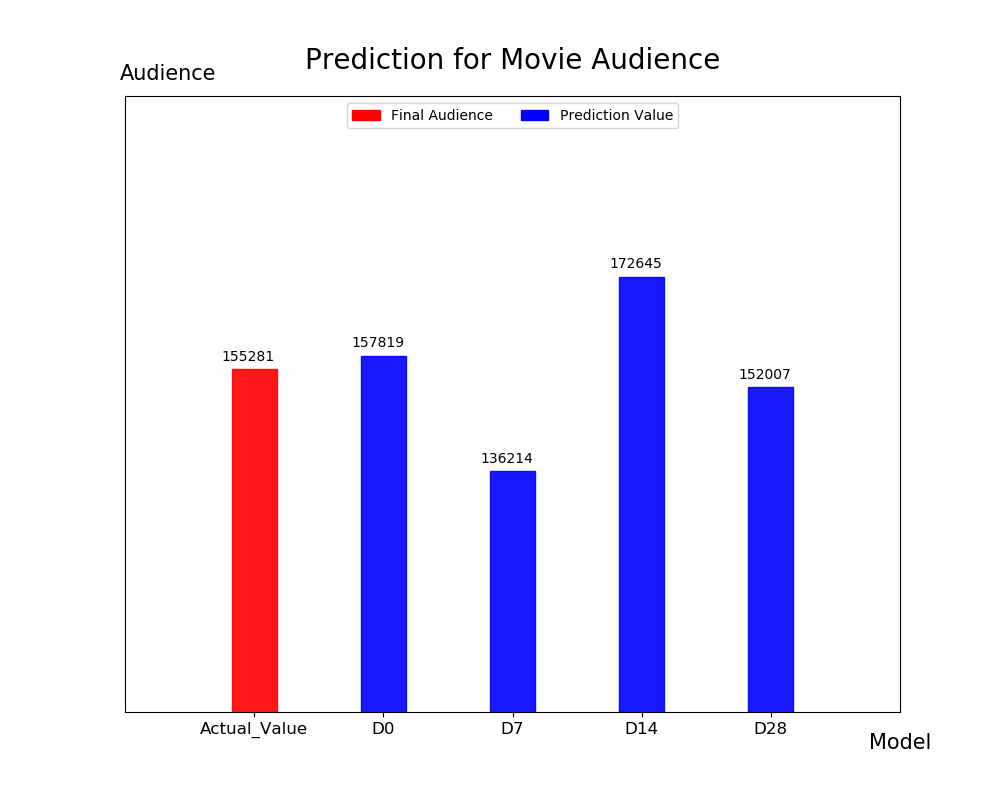 Prediction for Movie Audience
Audience
Final Audience
Prediction Value
172645
157819
155281
152007
136214
Actual_Value
D0
D7
D14
D28
Model